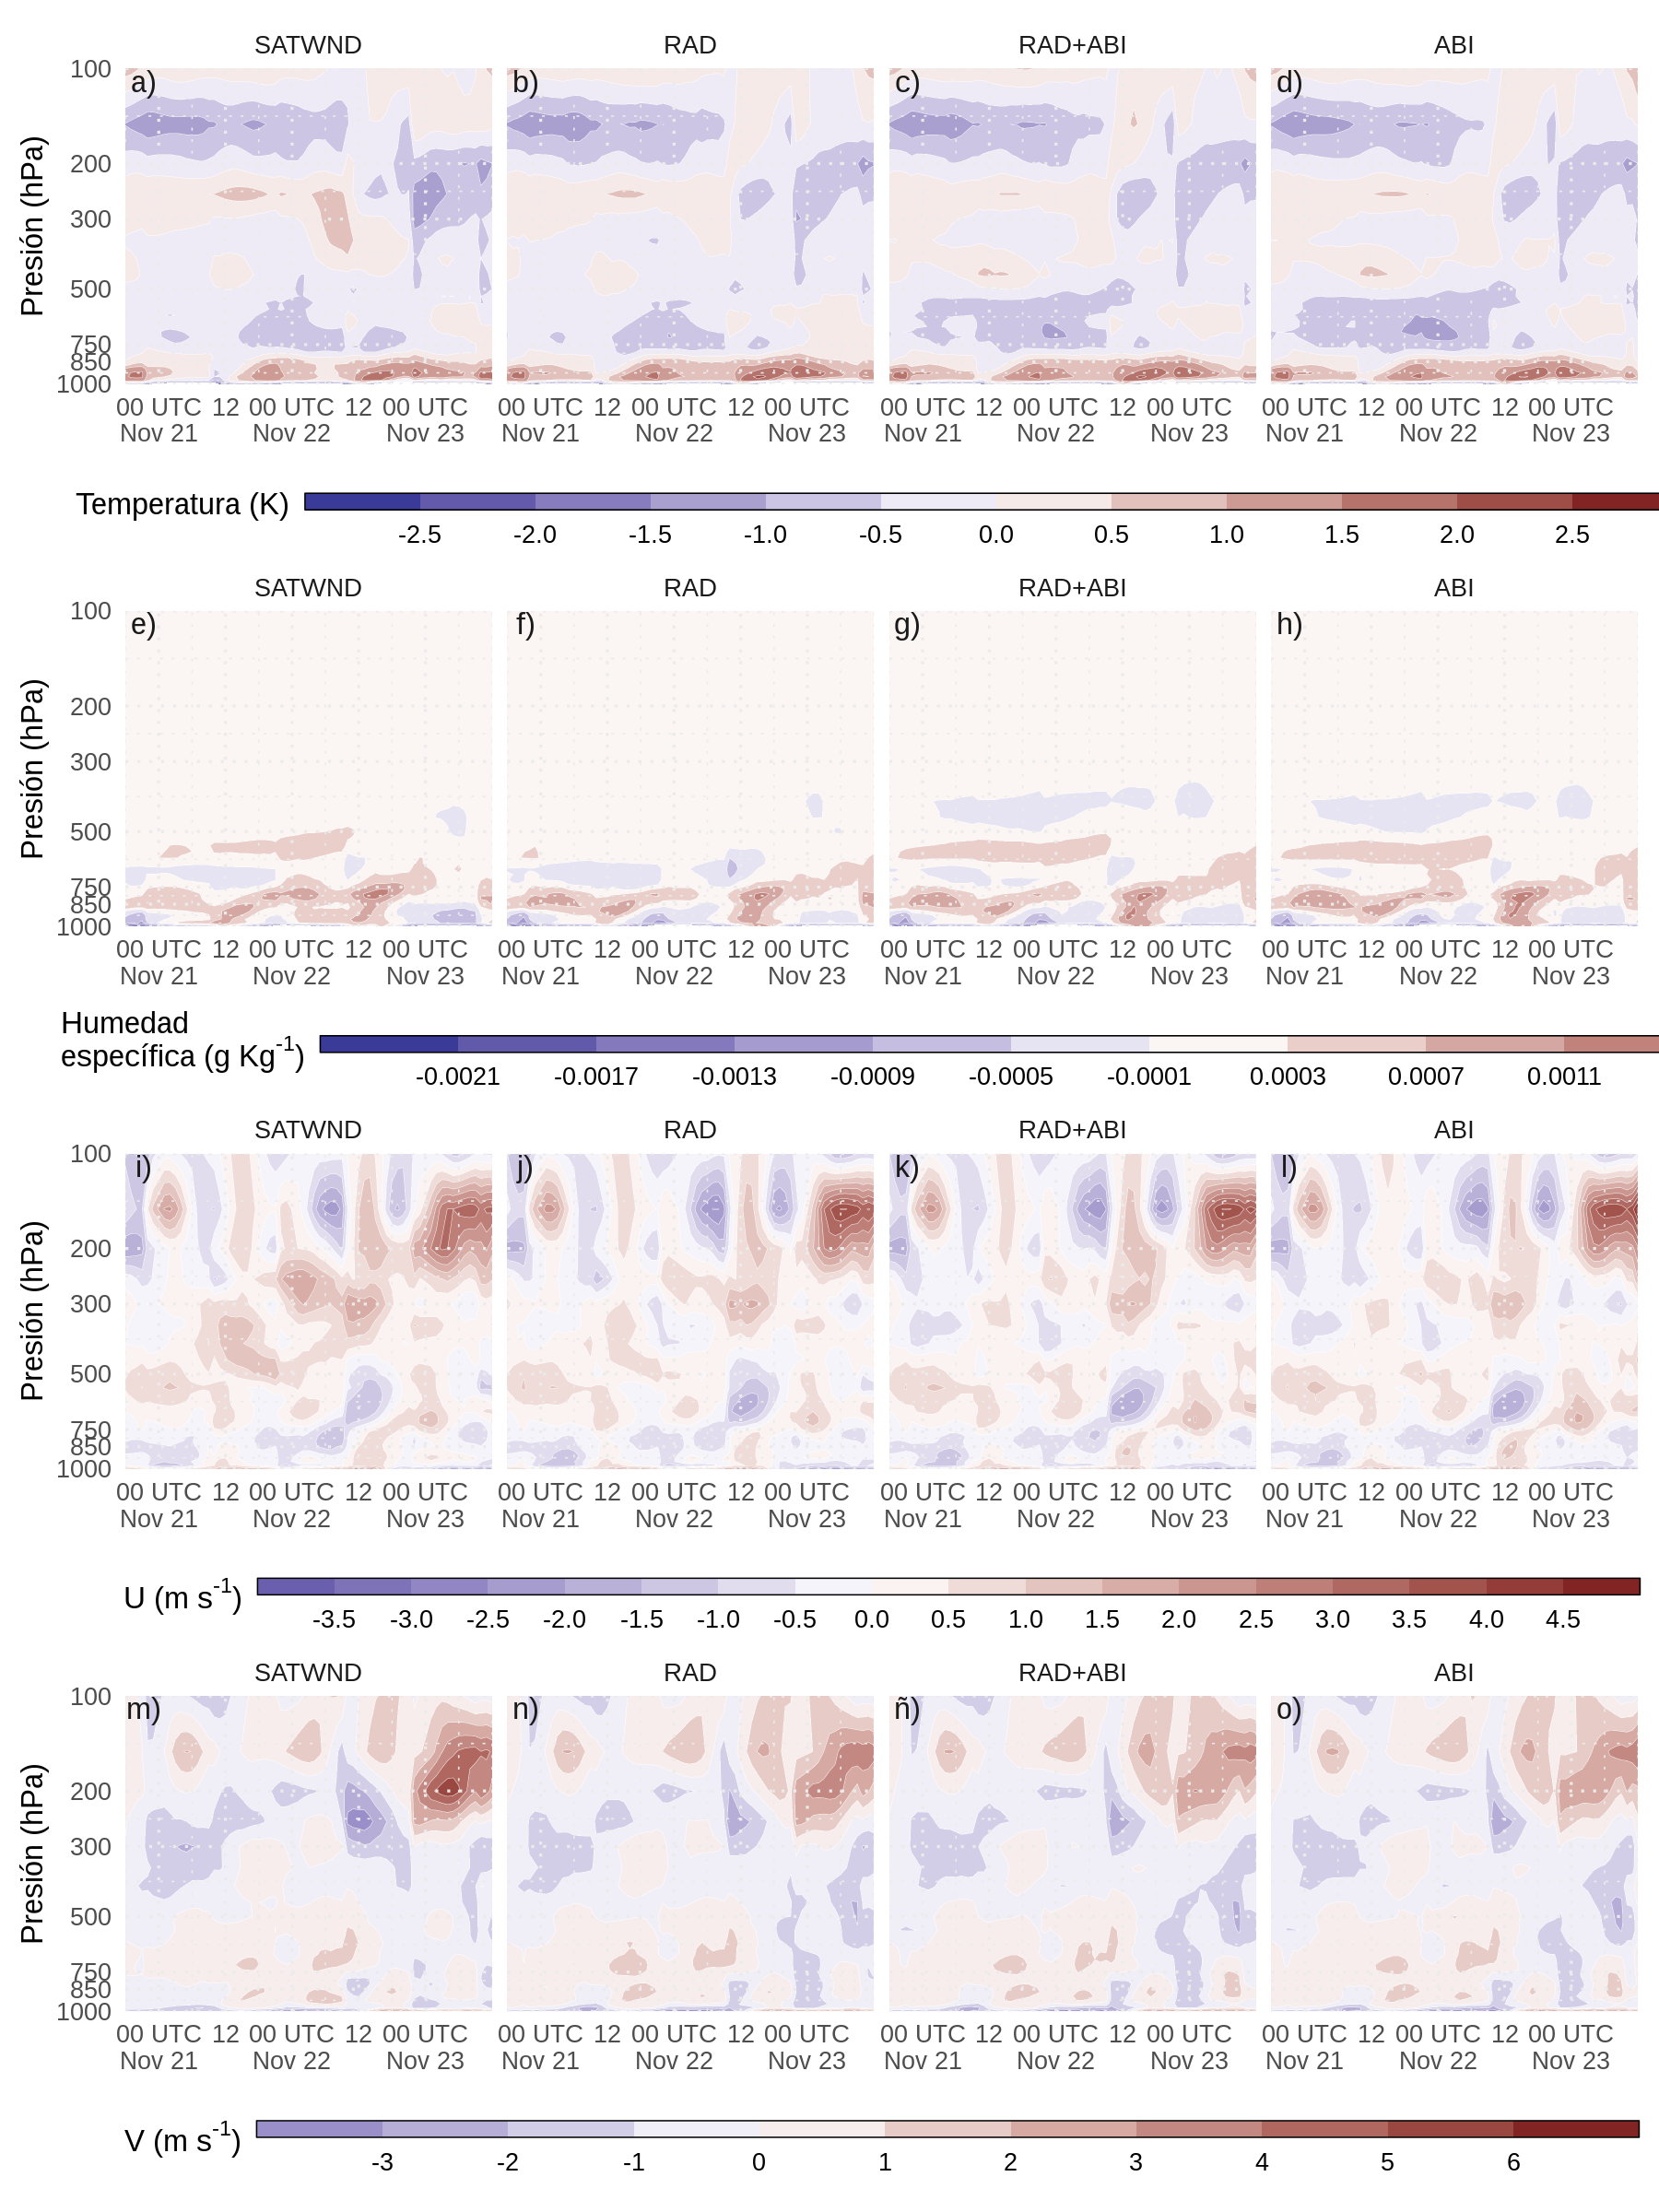 SATWND RAD RAD+ABI ABI
a) b) c) d)
Presión (hPa)
100
200
300
500
750
850
1000
00 UTC 12 00 UTC 12 00 UTC 00 UTC 12 00 UTC 12 00 UTC 00 UTC 12 00 UTC 12 00 UTC 00 UTC 12 00 UTC 12 00 UTC
Nov 21 Nov 22 Nov 23 Nov 21 Nov 22 Nov 23 Nov 21 Nov 22 Nov 23 Nov 21 Nov 22 Nov 23
Temperatura (K)
-2.5 -2.0 -1.5 -1.0 -0.5 0.0 0.5 1.0 1.5 2.0 2.5
SATWND RAD RAD+ABI ABI
e) f) g) h)
Presión (hPa)
100
200
300
500
750
850
1000
00 UTC 12 00 UTC 12 00 UTC 00 UTC 12 00 UTC 12 00 UTC 00 UTC 12 00 UTC 12 00 UTC 00 UTC 12 00 UTC 12 00 UTC
Nov 21 Nov 22 Nov 23 Nov 21 Nov 22 Nov 23 Nov 21 Nov 22 Nov 23 Nov 21 Nov 22 Nov 23
Humedad
específica (g Kg-1)
-0.0021 -0.0017 -0.0013 -0.0009 -0.0005 -0.0001 0.0003 0.0007 0.0011
SATWND RAD RAD+ABI ABI
i) j) k) l)
Presión (hPa)
100
200
300
500
750
850
1000
00 UTC 12 00 UTC 12 00 UTC 00 UTC 12 00 UTC 12 00 UTC 00 UTC 12 00 UTC 12 00 UTC 00 UTC 12 00 UTC 12 00 UTC
Nov 21 Nov 22 Nov 23 Nov 21 Nov 22 Nov 23 Nov 21 Nov 22 Nov 23 Nov 21 Nov 22 Nov 23
U (m s-1)
-3.5 -3.0 -2.5 -2.0 -1.5 -1.0 -0.5 0.0 0.5 1.0 1.5 2.0 2.5 3.0 3.5 4.0 4.5
SATWND RAD RAD+ABI ABI
m) n) ñ) o)
Presión (hPa)
100
200
300
500
750
850
1000
00 UTC 12 00 UTC 12 00 UTC 00 UTC 12 00 UTC 12 00 UTC 00 UTC 12 00 UTC 12 00 UTC 00 UTC 12 00 UTC 12 00 UTC
Nov 21 Nov 22 Nov 23 Nov 21 Nov 22 Nov 23 Nov 21 Nov 22 Nov 23 Nov 21 Nov 22 Nov 23
V (m s-1)
-3 -2 -1 0 1 2 3 4 5 6